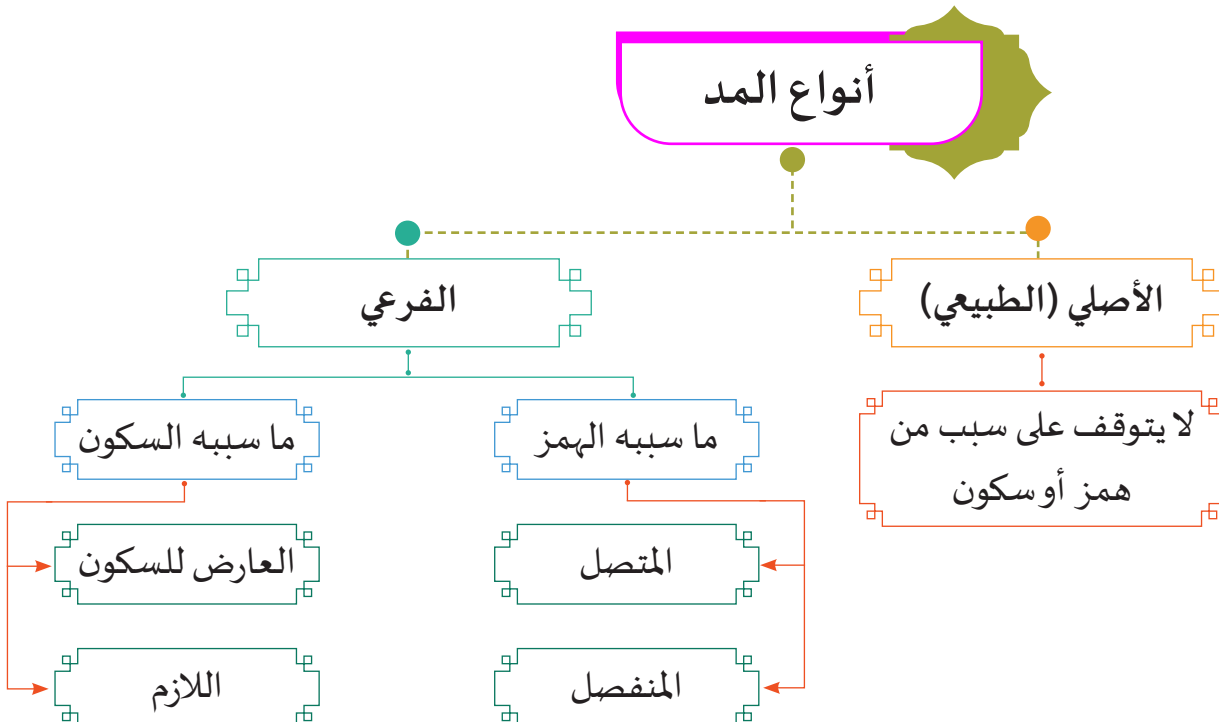 أنواع المد
الأصلي (الطبيعي)
الفرعي
لا يتوقف على سبب من
همز أو سكون
ما سببه الهمز
ما سببه السكون
المتصل
العارض للسكون
المنفصل
اللازم